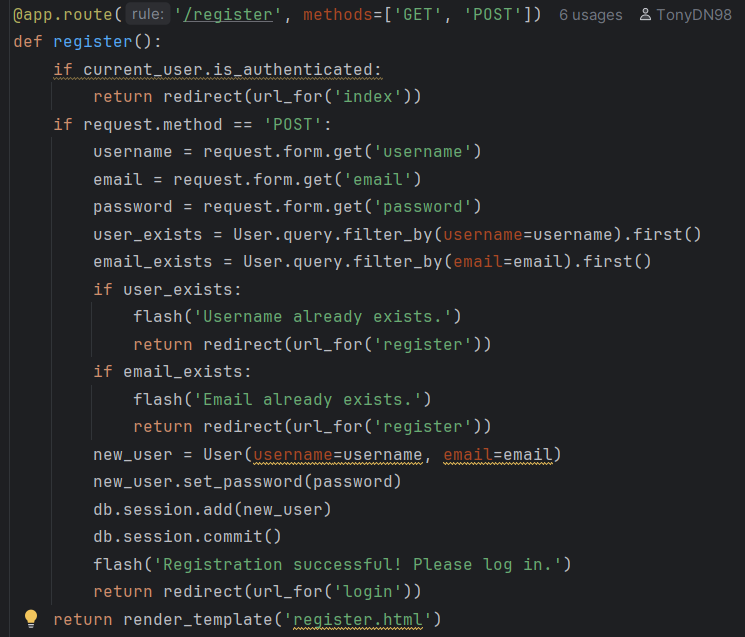 @app.route(rule: '/register', methods=['GET', 'POST']) 6 usages TonyDN98
def register():
    if current_user.is_authenticated:
        return redirect(url_for('index'))
    if request.method == 'POST':
        username = request.form.get('username')
        email = request.form.get('email')
        password = request.form.get('password')
        user_exists = User.query.filter_by(username=username).first()
        email_exists = User.query.filter_by(email=email).first()
        if user_exists:
            flash('Username already exists.')
            return redirect(url_for('register'))
        if email_exists:
            flash('Email already exists.')
            return redirect(url_for('register'))
        new_user = User(username=username, email=email)
        new_user.set_password(password)
        db.session.add(new_user)
        db.session.commit()
        flash('Registration successful! Please log in.')
        return redirect(url_for('login'))
    return render_template('register.html')